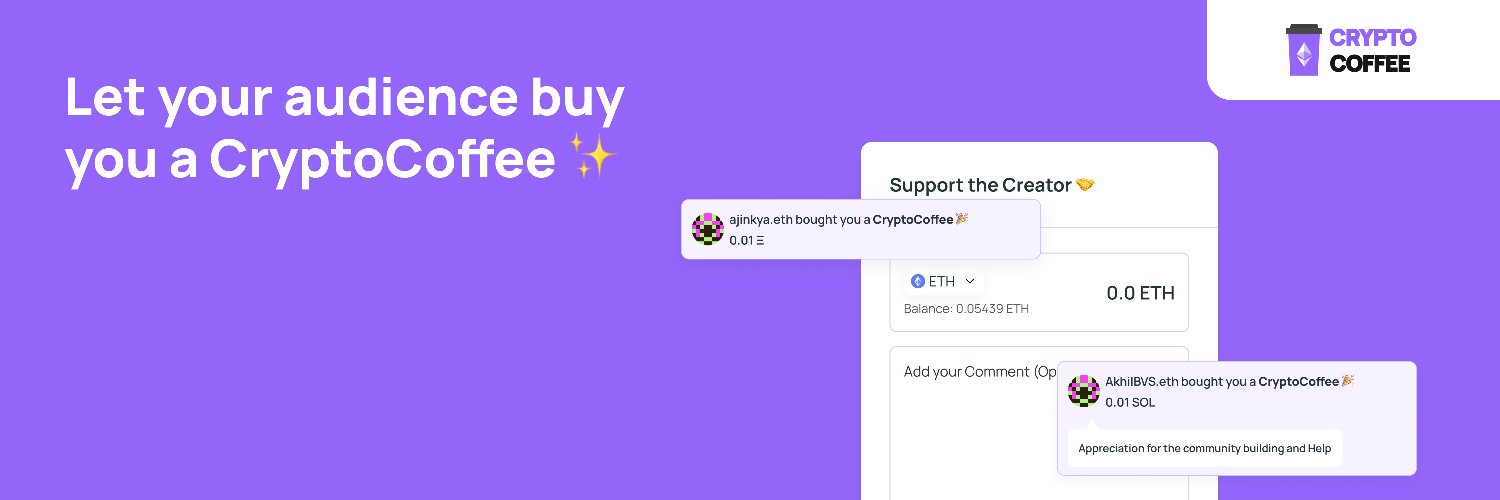 Let your audience buy
you a CryptoCoffee
CRYPTO
COFFEE
Support the Creator
ajinkya.eth bought you a CryptoCoffee
0.01 Ξ
ETH
0.0 ETH
Balance: 0.05439 ETH
Add your Comment (Op
AkhilBVS.eth bought you a CryptoCoffee
0.01 SOL
Appreciation for the community building and Help